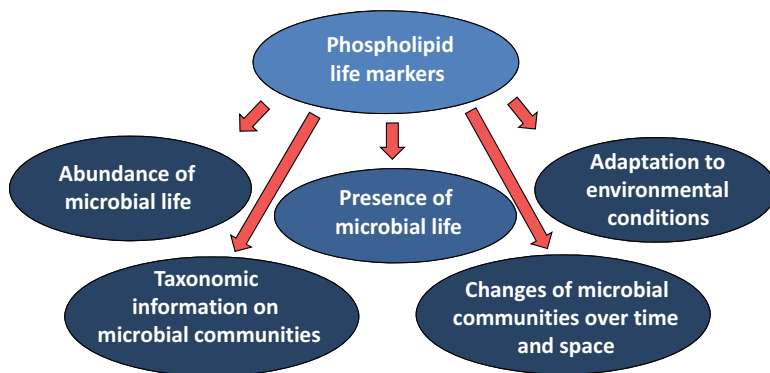 Phospholipid
life markers
Abundance of
microbial life
Presence of
microbial life
Adaptation to
environmental
conditions
Taxonomic
information on
microbial communities
Changes of microbial
communities over time
and space